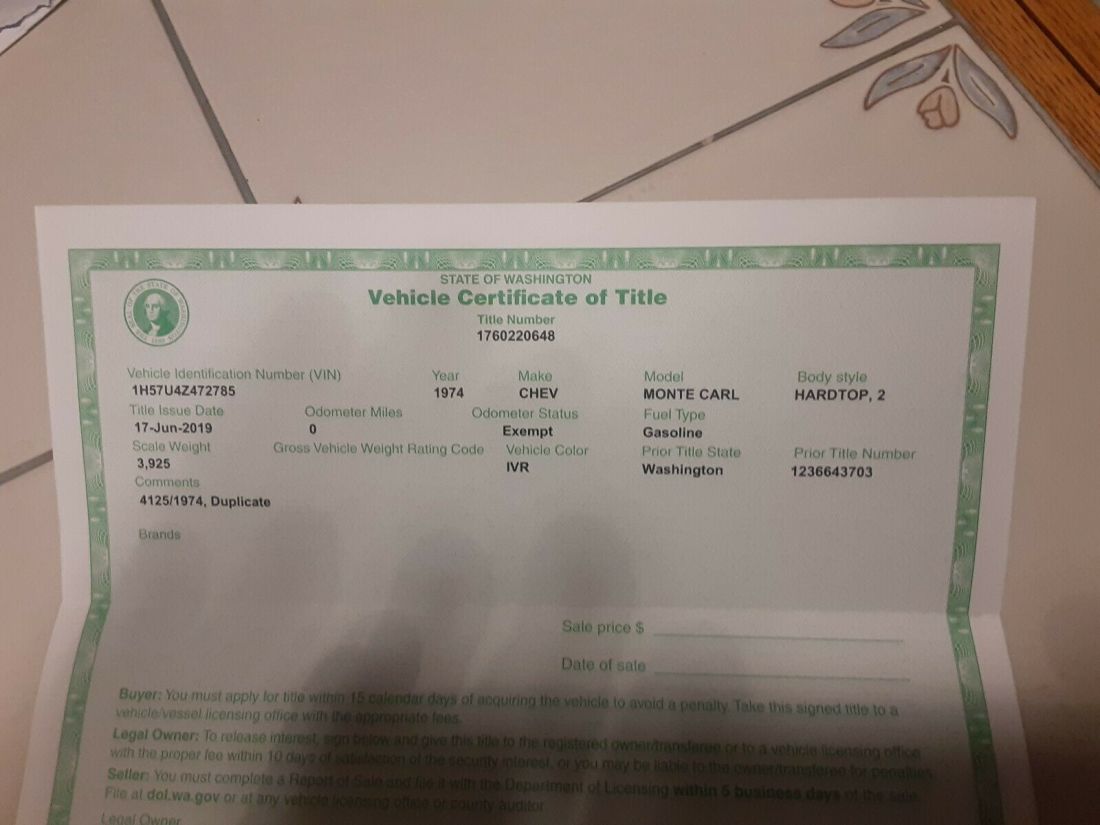 STATE OF WASHINGTON
Vehicle Certificate of Title
Title Number
1760220648
Vehicle Identification Number (VIN) Year Make Model Body style
1H57U4Z472785 1974 CHEV MONTE CARL HARDTOP, 2
Title Issue Date Odometer Miles Odometer Status Fuel Type
17-Jun-2019 0 Exempt Gasoline
Scale Weight Gross Vehicle Weight Rating Code Vehicle Color Prior Title State Prior Title Number
3,925 IVR Washington 1236643703
Comments
4125/1974, Duplicate
Brands
Sale price $
Date of sale
Buyer: You must apply for title within 15 calendar days of acquiring the vehicle to avoid a penalty. Take this signed title to a
vehicle/vessel licensing office with the appropriate fees.
Legal Owner: To release interest, sign below and give this title to the registered owner/transferee or to a vehicle licensing office
with the proper fee within 10 days of satisfaction of the security interest, or you may be liable to the owner/transferee for penalties.
Seller: You must complete a Report of Sale and file it with the Department of Licensing within 5 business days of the sale.
File at dol.wa.gov or at any vehicle licensing office or county auditor.
Legal Owner